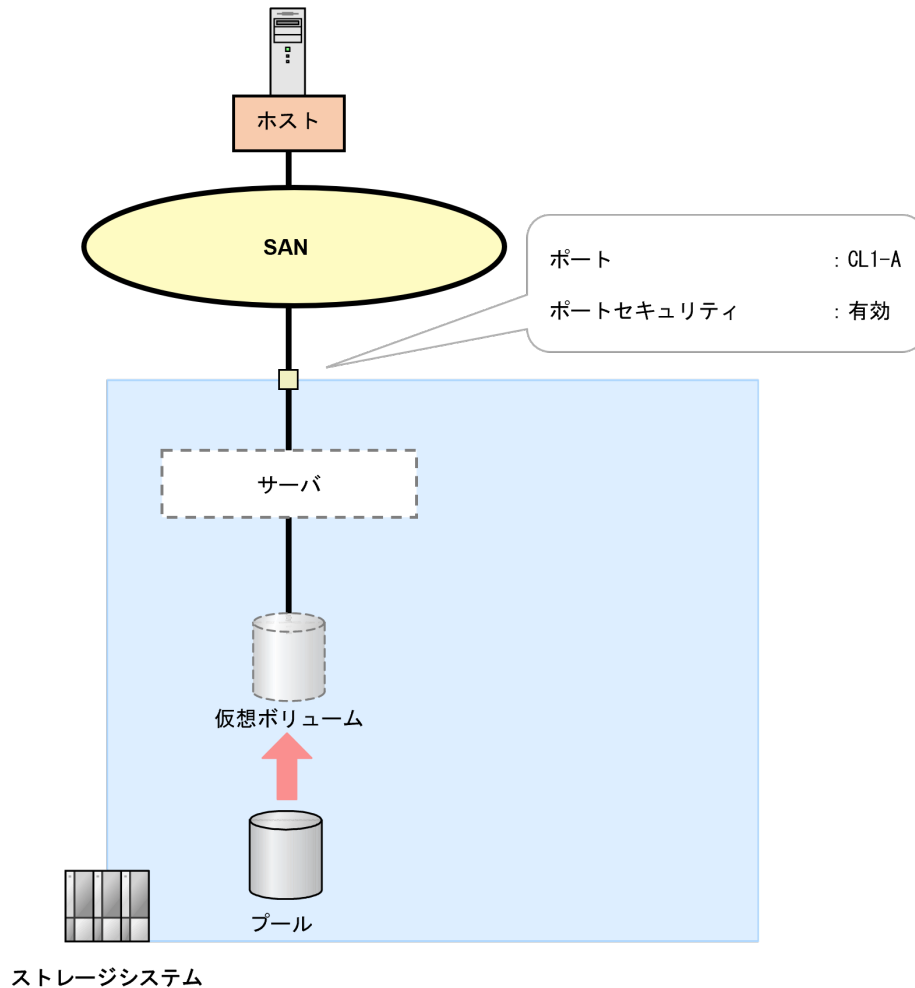 ホスト
SAN
ポート : CL1-A
ポートセキュリティ : 有効
サーバ
仮想ボリューム
プール
ストレージシステム